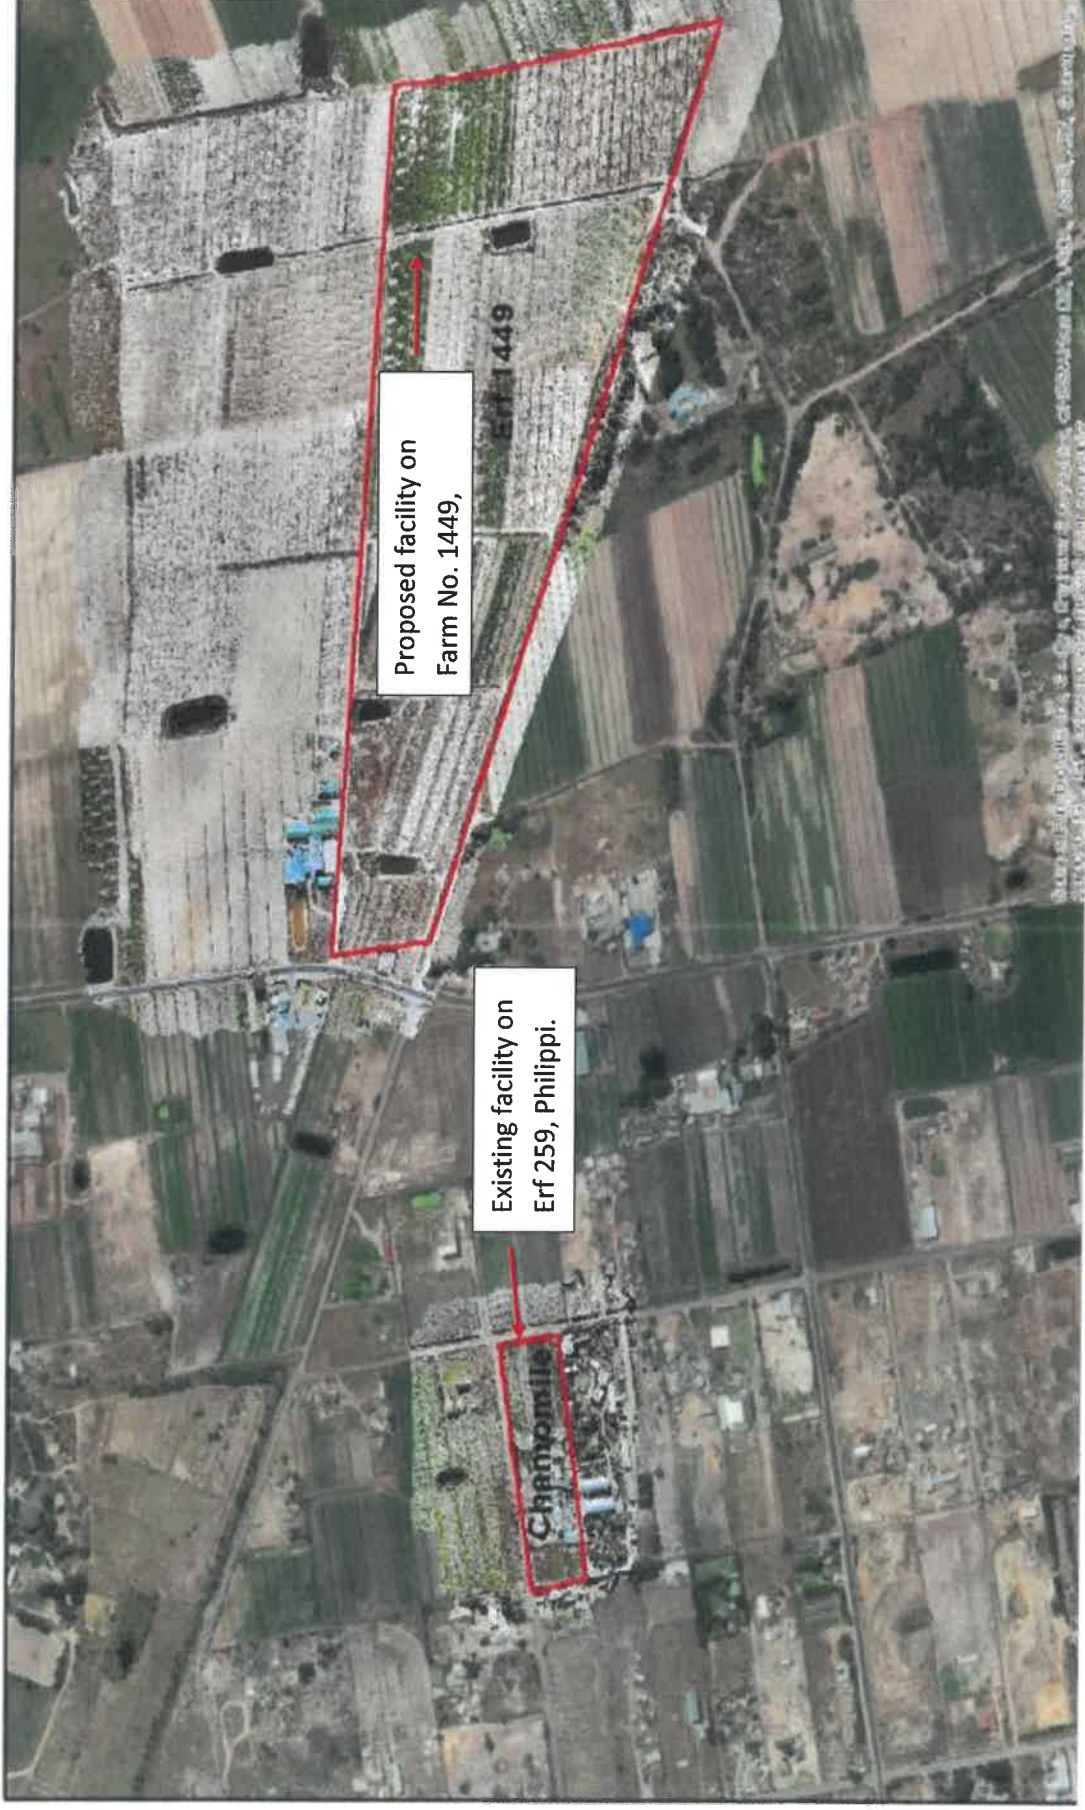 Proposed facility on
Farm No. 1449,
Erf 1449
Existing facility on
Erf 259, Philippi.
Chamomile